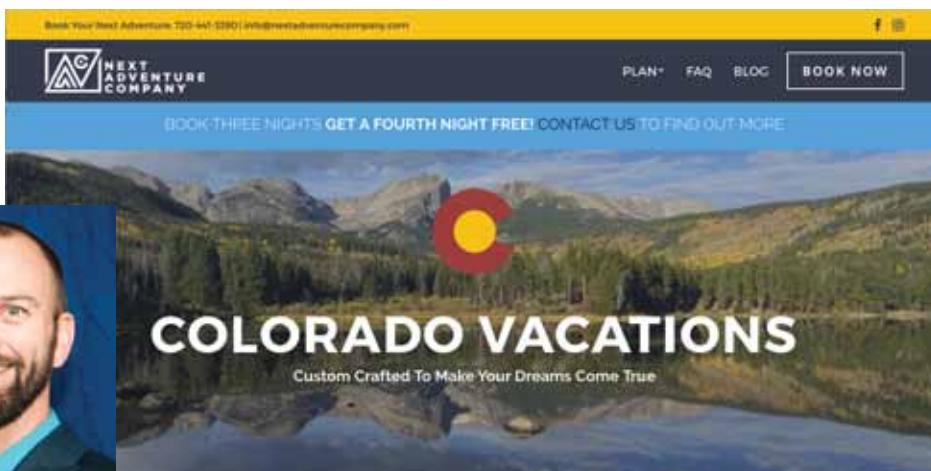 Book Your Next Adventure: 720-441-5390 | info@nextadventurecompany.com
NEXT
ADVENTURE
COMPANY
PLAN FAQ BLOG BOOK NOW
BOOK THREE NIGHTS GET A FOURTH NIGHT FREE! CONTACT US TO FIND OUT MORE
COLORADO VACATIONS
Custom Crafted To Make Your Dreams Come True